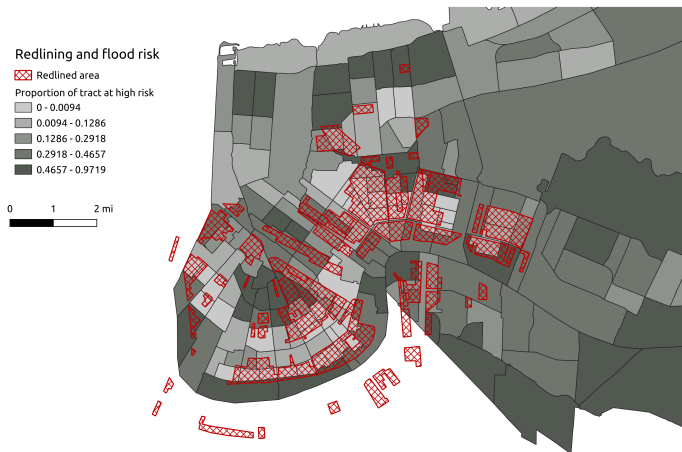 Redlining and flood risk
Redlined area
Proportion of tract at high risk
0 - 0.0094
0.0094 - 0.1286
0.1286 - 0.2918
0.2918 - 0.4657
0.4657 - 0.9719
0 1 2 mi